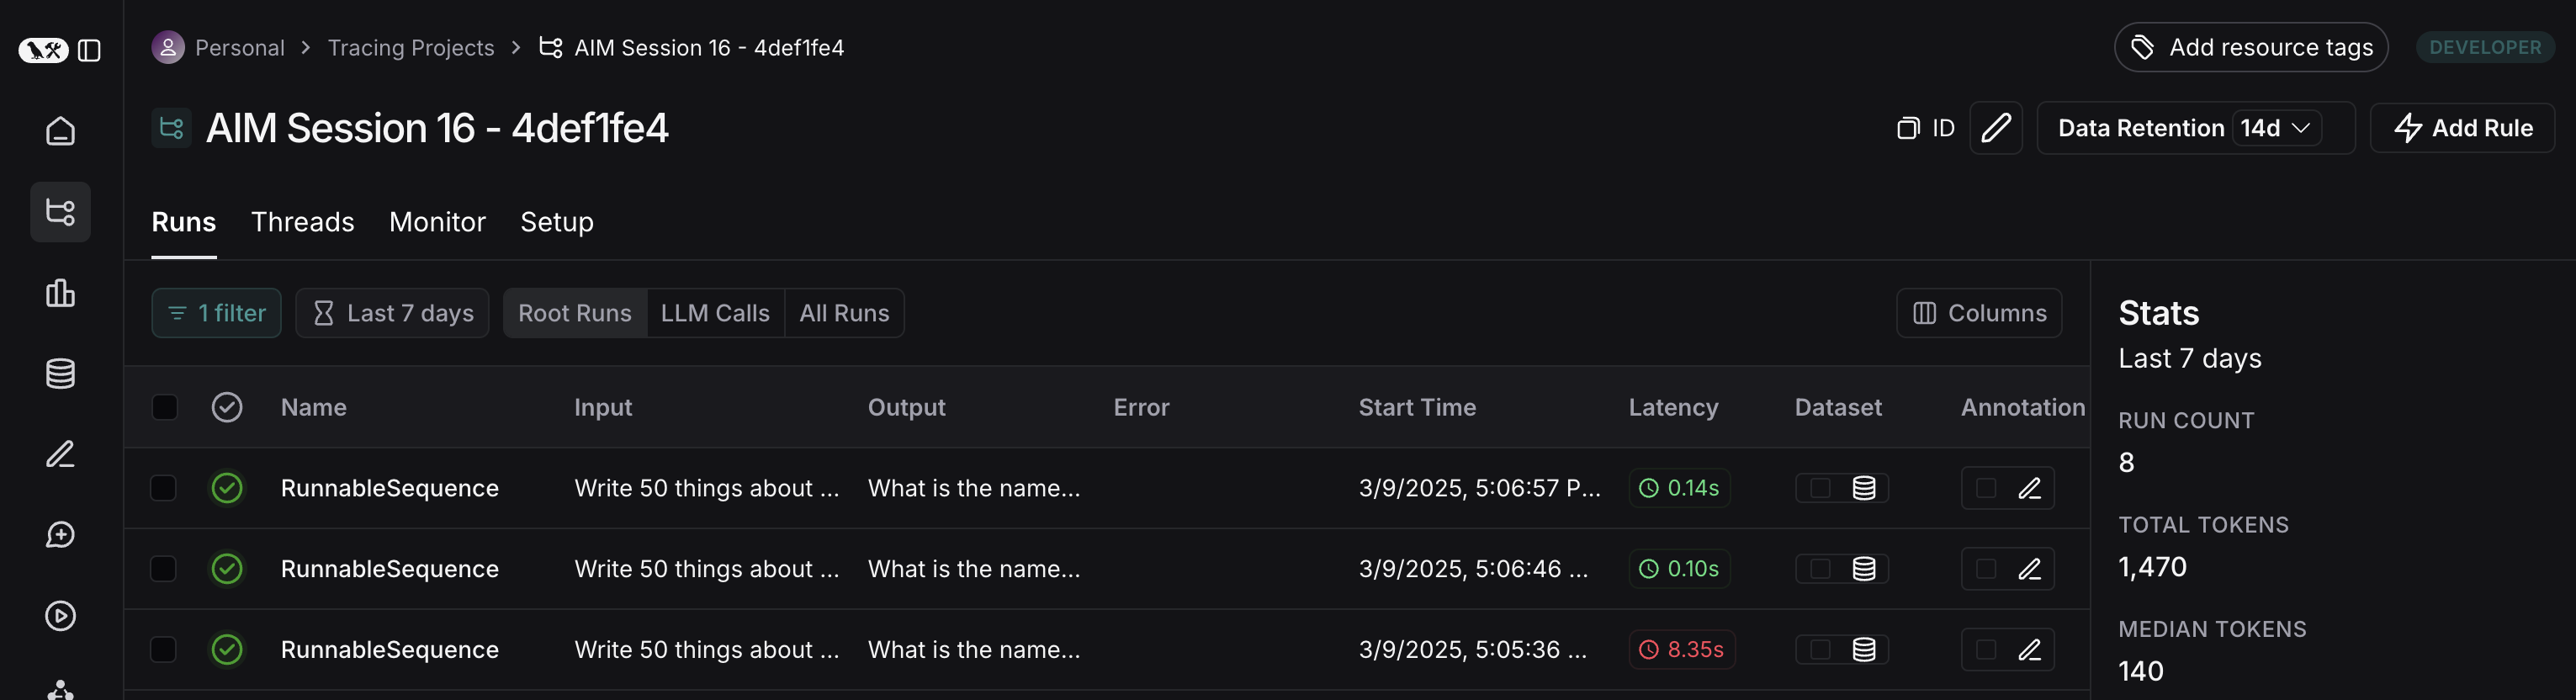 Personal > Tracing Projects > AIM Session 16 - 4def1fe4
Add resource tags
DEVELOPER
AIM Session 16 - 4def1fe4
ID
Data Retention 14d
Add Rule
Runs Threads Monitor Setup
1 filter Last 7 days Root Runs LLM Calls All Runs Columns
Name Input Output Error Start Time Latency Dataset Annotation
RunnableSequence Write 50 things about ... What is the name... 3/9/2025, 5:06:57 P... 0.14s
RunnableSequence Write 50 things about ... What is the name... 3/9/2025, 5:06:46 ... 0.10s
RunnableSequence Write 50 things about ... What is the name... 3/9/2025, 5:05:36 ... 8.35s
Stats
Last 7 days
RUN COUNT
8
TOTAL TOKENS
1,470
MEDIAN TOKENS
140